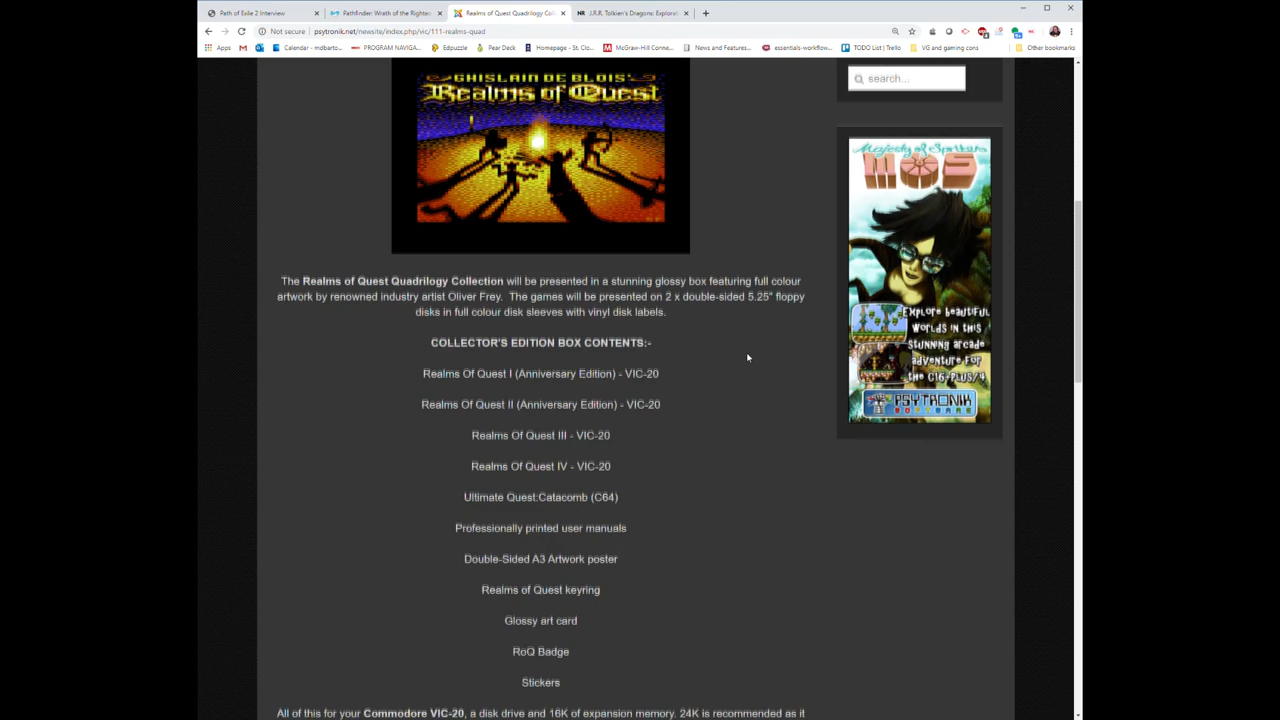 Path of Exile 2 Interview
Pathfinder: Wrath of the Righte
Realms of Quest Quadrilogy Coll
J.R.R. Tolkien's Dragons: Explorat
Not secure | psytronik.net/newsite/index.php/vic/111-realms-quad
Apps
Calendar - mdbarto...
PROGRAM NAVIGA...
Edpuzzle
Pear Deck
Homepage - St. Clo...
McGraw-Hill Conne...
News and Features...
essentials-workflow...
TODO List | Trello
VG and gaming cons
Other bookmarks
GHISLAIN DE BLOIS'
Realms of Quest
The Realms of Quest Quadrilogy Collection will be presented in a stunning glossy box featuring full colour
artwork by renowned industry artist Oliver Frey. The games will be presented on 2 x double-sided 5.25" floppy
disks in full colour disk sleeves with vinyl disk labels.
COLLECTOR'S EDITION BOX CONTENTS:-
Realms Of Quest I (Anniversary Edition) - VIC-20
Realms Of Quest II (Anniversary Edition) - VIC-20
Realms Of Quest III - VIC-20
Realms Of Quest IV - VIC-20
Ultimate Quest:Catacomb (C64)
Professionally printed user manuals
Double-Sided A3 Artwork poster
Realms of Quest keyring
Glossy art card
RoQ Badge
Stickers
All of this for your Commodore VIC-20, a disk drive and 16K of expansion memory. 24K is recommended as it
search...
Majesty of Sprites
MOS
Explore beautiful
worlds in this
stunning arcade
adventure for
the C16-PLUS/4
PSYTRONIK
SOFTWARE